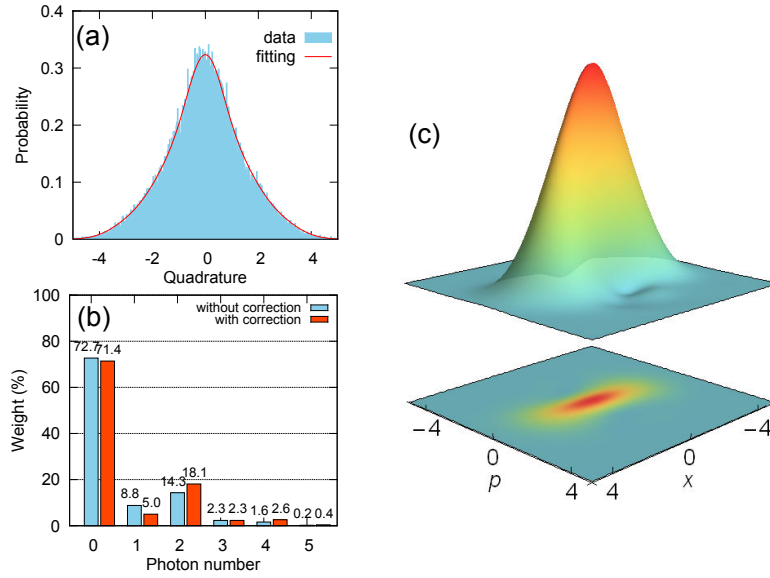 (a)
data
fitting
0.4
0.3
0.2
0.1
0
Probability
-4 -2 0 2 4
Quadrature
(b)
without correction
with correction
100
80
60
40
20
0
Weight (%)
72.7 71.4
8.8 5.0
14.3 18.1
2.3 2.3
1.6 2.6
0.2 0.4
0 1 2 3 4 5
Photon number
(c)
−4 0 4
p
4 0 −4
x